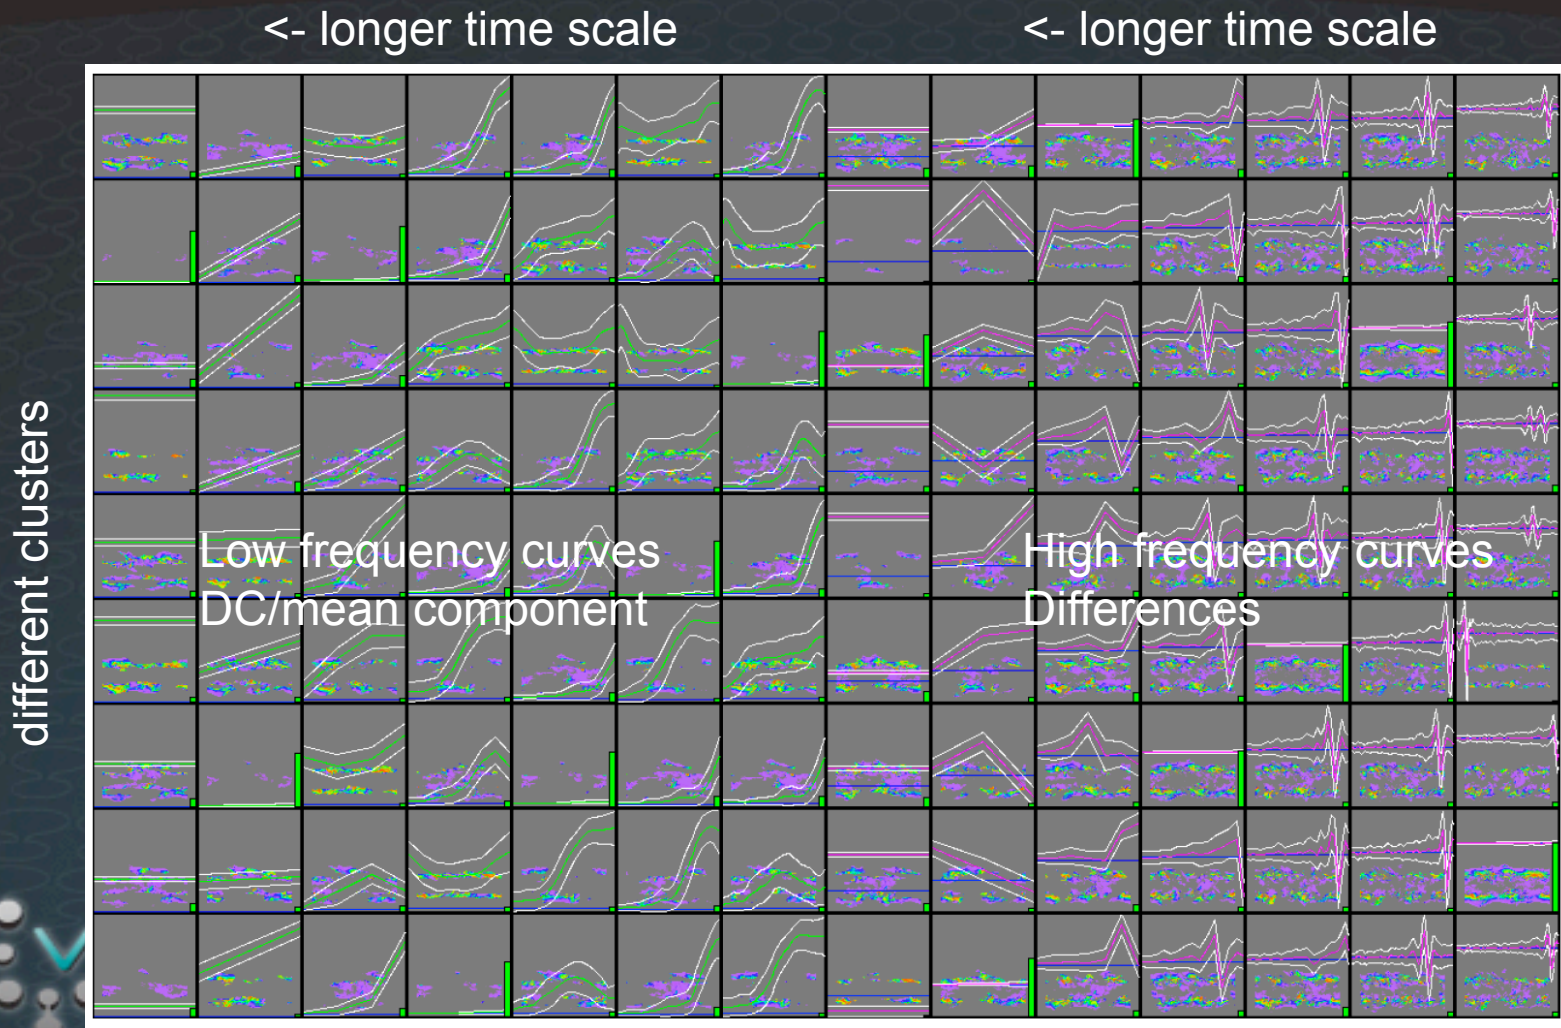 <- longer time scale
<- longer time scale
different clusters
Low frequency curves
DC/mean component
High frequency curves
Differences